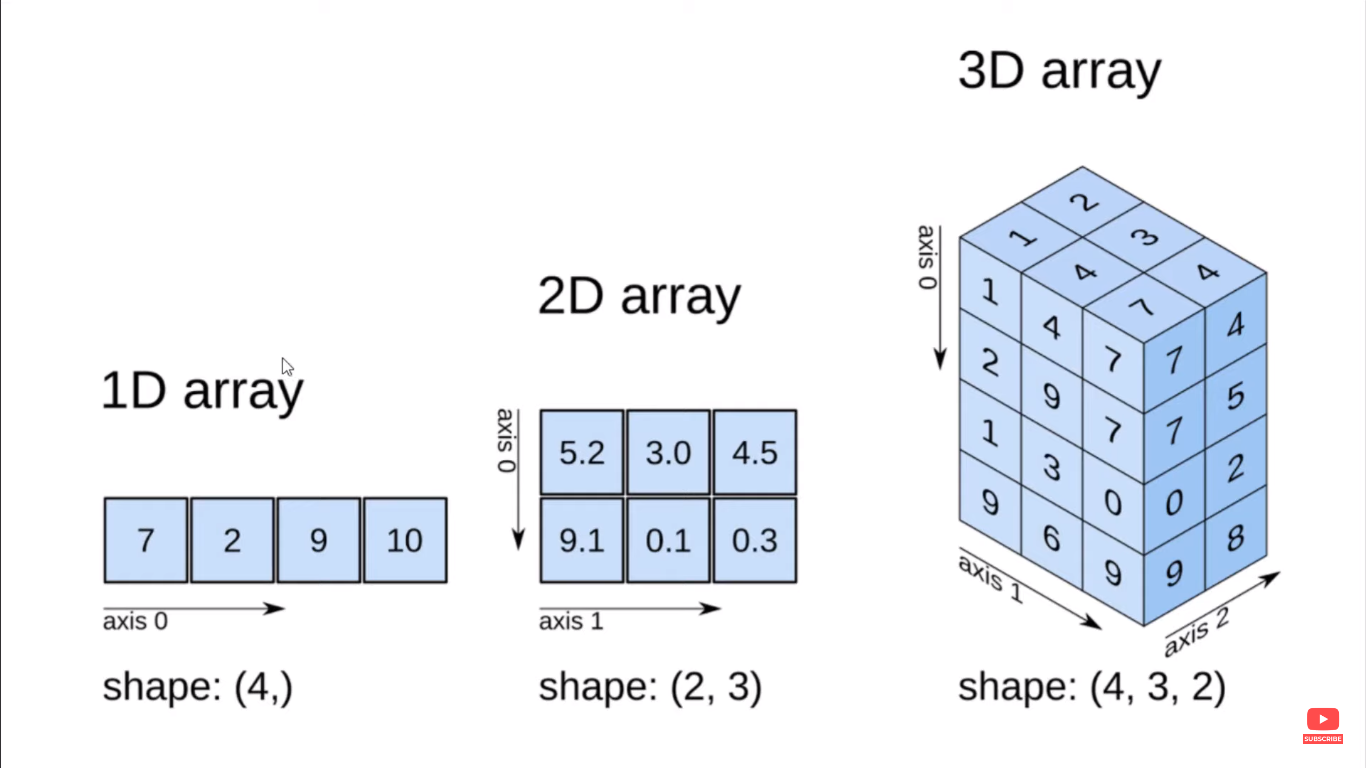 3D array
2D array
1D array
7 2 9 10
axis 0
shape: (4,)
axis 0
5.2 3.0 4.5
9.1 0.1 0.3
axis 1
shape: (2, 3)
axis 0
2
1 3
4 4
7
1 4 7 7 4
2 9 7 7 5
1 3 0 0 2
9 6 9 9 8
axis 1
axis 2
shape: (4, 3, 2)
SUBSCRIBE